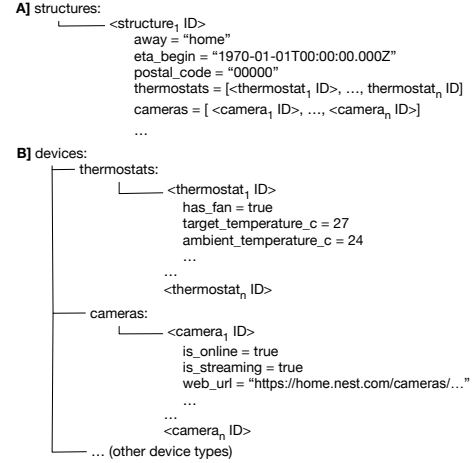 A] structures:
<structure₁ ID>
away = “home”
eta_begin = “1970-01-01T00:00:00.000Z”
postal_code = “00000”
thermostats = [<thermostat₁ ID>, …, thermostatₙ ID]
cameras = [ <camera₁ ID>, …, <cameraₙ ID>]
…
B] devices:
thermostats:
<thermostat₁ ID>
has_fan = true
target_temperature_c = 27
ambient_temperature_c = 24
…
…
<thermostatₙ ID>
cameras:
<camera₁ ID>
is_online = true
is_streaming = true
web_url = “https://home.nest.com/cameras/…”
…
…
<cameraₙ ID>
… (other device types)